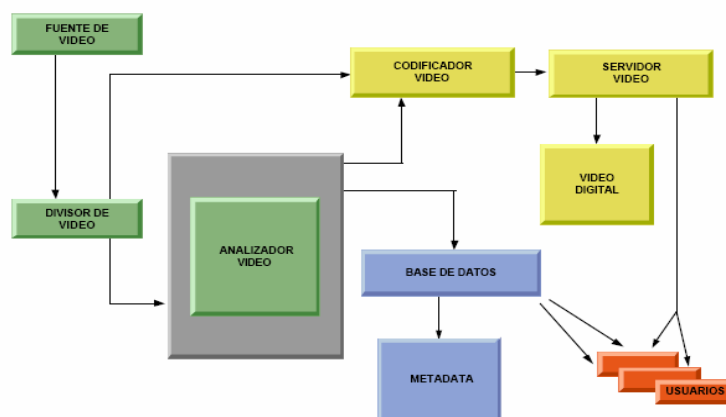 FUENTE DE
VIDEO
CODIFICADOR
VIDEO
SERVIDOR
VIDEO
VIDEO
DIGITAL
DIVISOR DE
VIDEO
ANALIZADOR
VIDEO
BASE DE DATOS
METADATA
USUARIOS